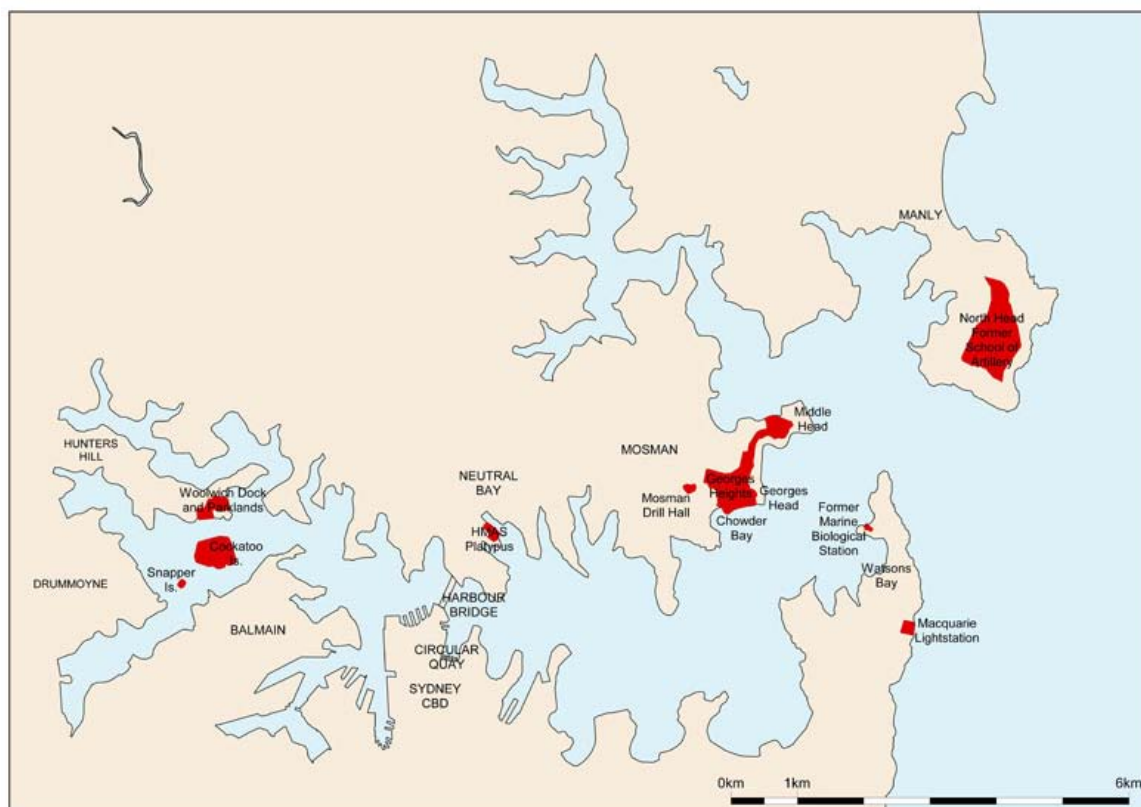 MANLY
North Head
Former
School of
Artillery
Middle
Head
MOSMAN
HUNTERS
HILL
NEUTRAL
BAY
Georges
Heights
Georges
Head
Mosman
Drill Hall
Chowder
Bay
Woolwich Dock
and Parklands
Former
Marine
Biological
Station
HMAS
Platypus
Cockatoo
Is.
Snapper
Is.
DRUMMOYNE
Watsons
Bay
HARBOUR
BRIDGE
BALMAIN
Macquarie
Lightstation
CIRCULAR
QUAY
SYDNEY
CBD
0km 1km 6km